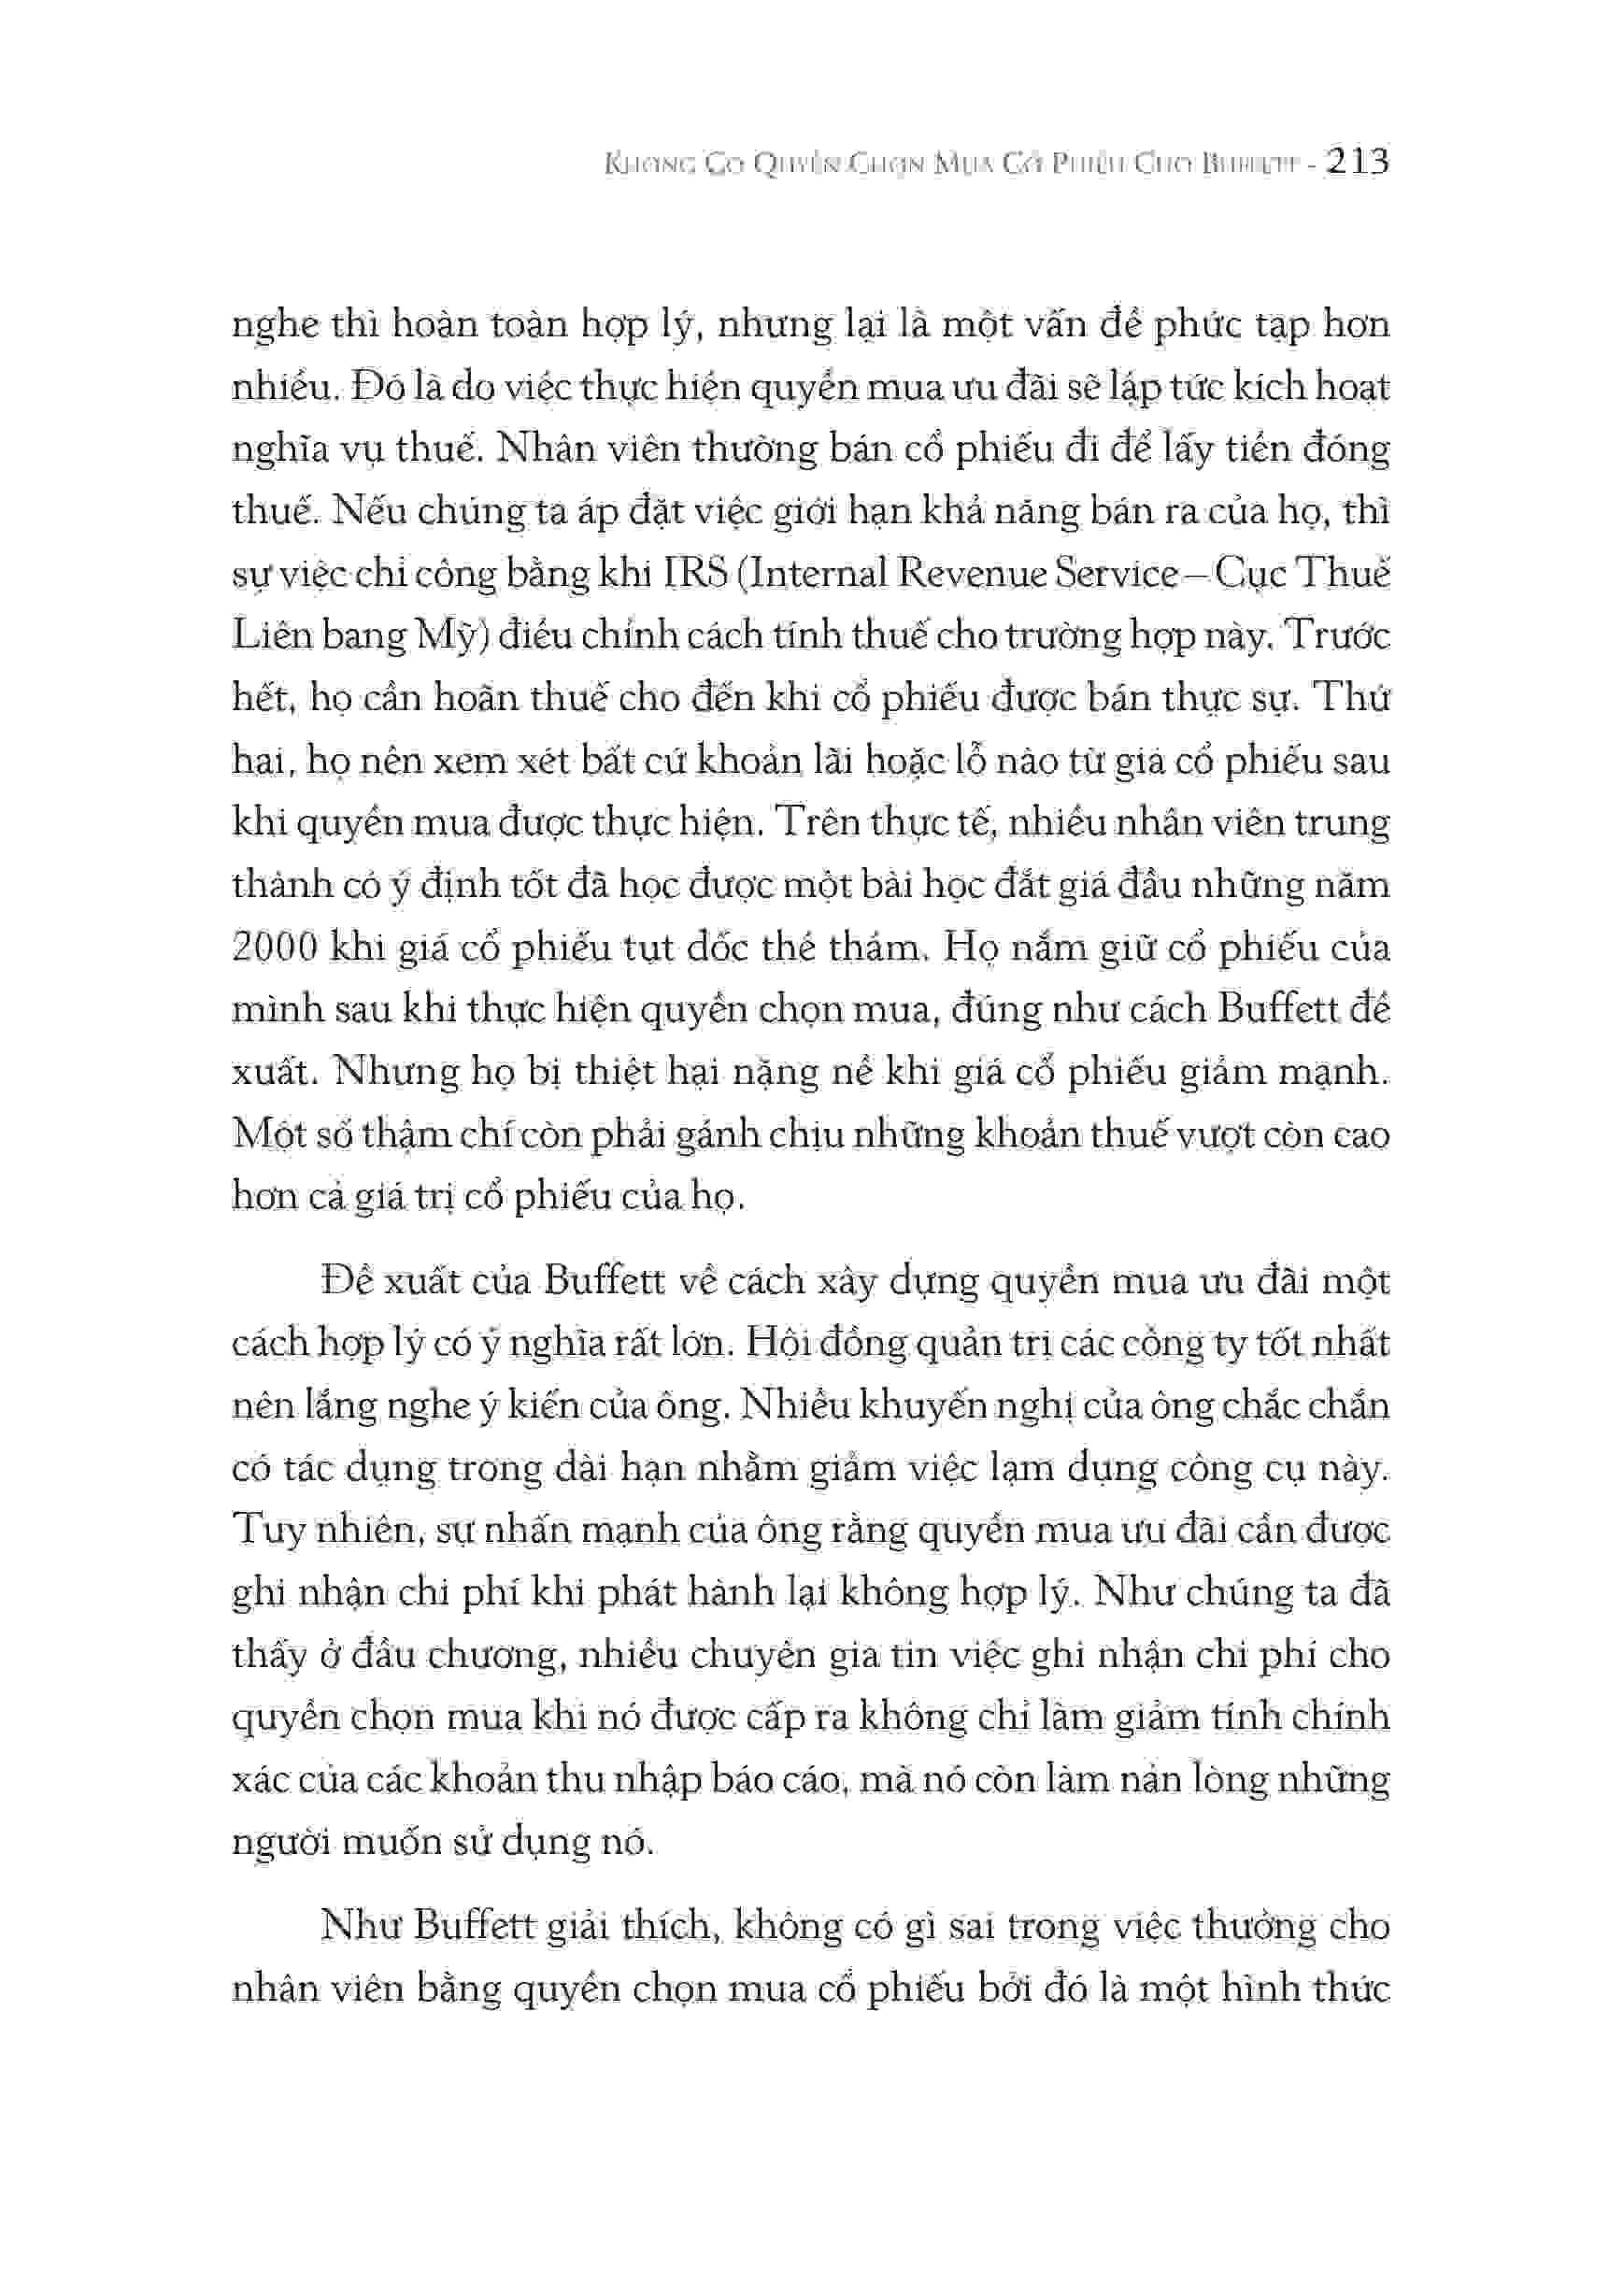 Không Có Quyền Chọn Mua Cổ Phiếu Cho Buffett - 213
nghe thì hoàn toàn hợp lý, nhưng lại là một vấn đề phức tạp hơn
nhiều. Đó là do việc thực hiện quyền mua ưu đãi sẽ lập tức kích hoạt
nghĩa vụ thuế. Nhân viên thường bán cổ phiếu đi để lấy tiền đóng
thuế. Nếu chúng ta áp đặt việc giới hạn khả năng bán ra của họ, thì
sự việc chỉ công bằng khi IRS (Internal Revenue Service – Cục Thuế
Liên bang Mỹ) điều chỉnh cách tính thuế cho trường hợp này. Trước
hết, họ cần hoãn thuế cho đến khi cổ phiếu được bán thực sự. Thứ
hai, họ nên xem xét bất cứ khoản lãi hoặc lỗ nào từ giá cổ phiếu sau
khi quyền mua được thực hiện. Trên thực tế, nhiều nhân viên trung
thành có ý định tốt đã học được một bài học đắt giá đầu những năm
2000 khi giá cổ phiếu tụt dốc thê thảm. Họ nắm giữ cổ phiếu của
mình sau khi thực hiện quyền chọn mua, đúng như cách Buffett đề
xuất. Nhưng họ bị thiệt hại nặng nề khi giá cổ phiếu giảm mạnh.
Một số thậm chí còn phải gánh chịu những khoản thuế vượt còn cao
hơn cả giá trị cổ phiếu của họ.
Đề xuất của Buffett về cách xây dựng quyền mua ưu đãi một
cách hợp lý có ý nghĩa rất lớn. Hội đồng quản trị các công ty tốt nhất
nên lắng nghe ý kiến của ông. Nhiều khuyến nghị của ông chắc chắn
có tác dụng trong dài hạn nhằm giảm việc lạm dụng công cụ này.
Tuy nhiên, sự nhấn mạnh của ông rằng quyền mua ưu đãi cần được
ghi nhận chi phí khi phát hành lại không hợp lý. Như chúng ta đã
thấy ở đầu chương, nhiều chuyên gia tin việc ghi nhận chi phí cho
quyền chọn mua khi nó được cấp ra không chỉ làm giảm tính chính
xác của các khoản thu nhập báo cáo, mà nó còn làm nản lòng những
người muốn sử dụng nó.
Như Buffett giải thích, không có gì sai trong việc thưởng cho
nhân viên bằng quyền chọn mua cổ phiếu bởi đó là một hình thức